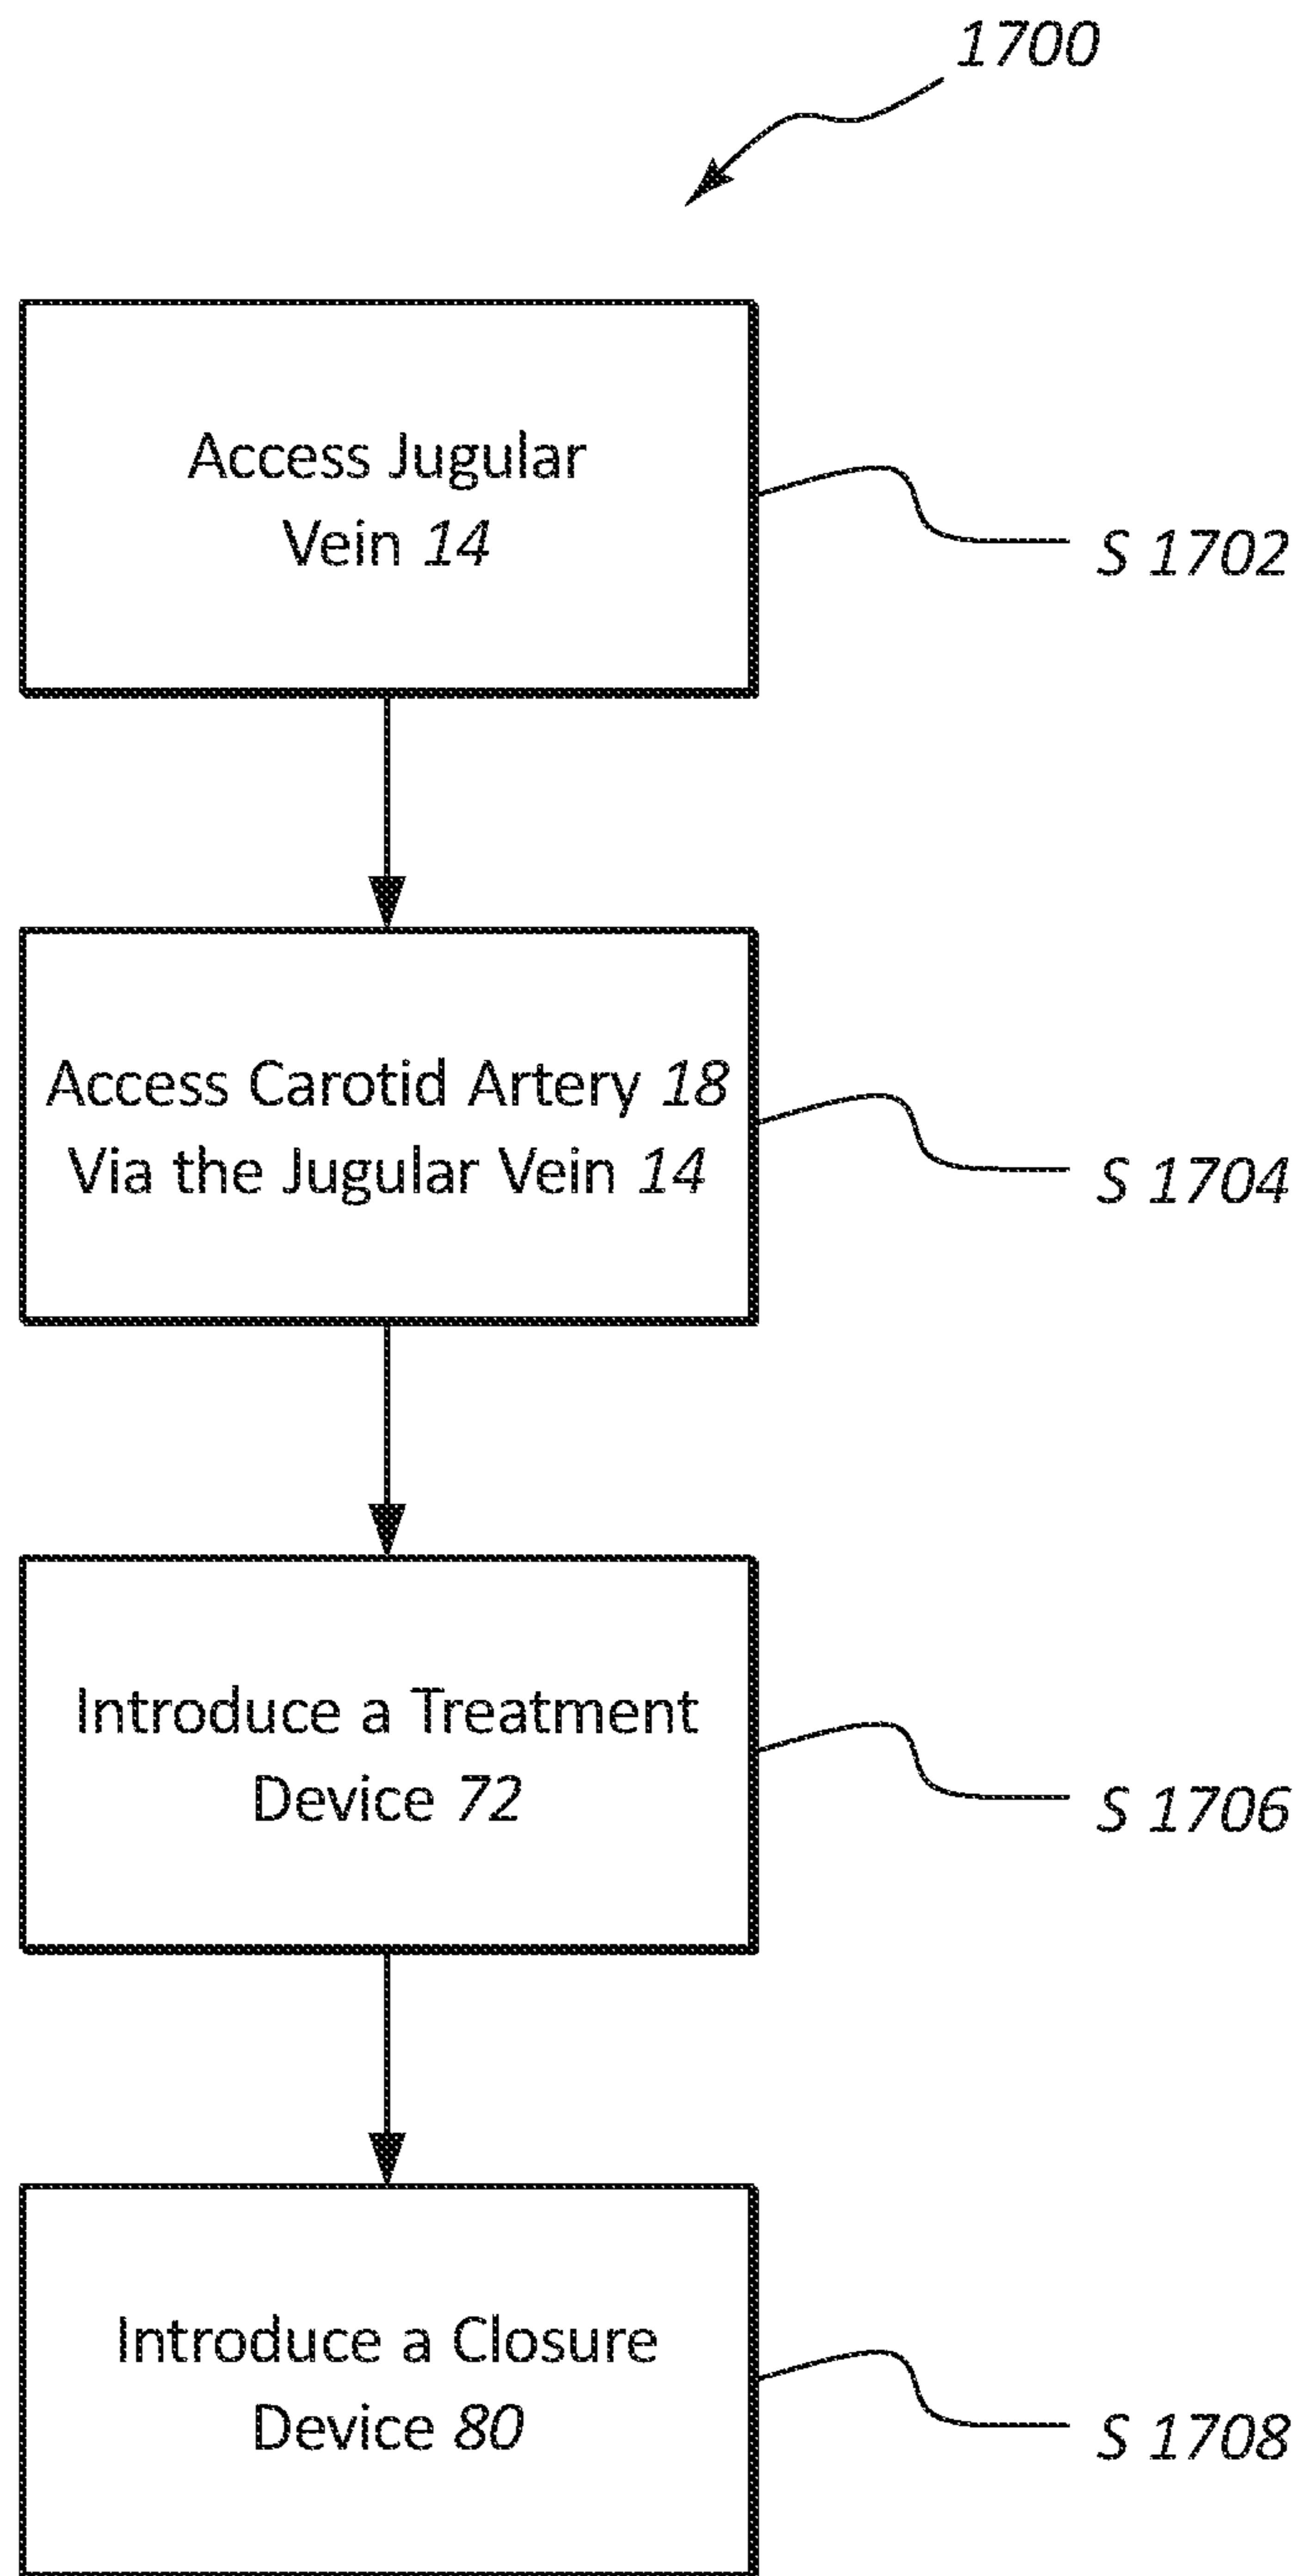 1700
Access Jugular
Vein 14
S 1702
Access Carotid Artery 18
Via the Jugular Vein 14
S 1704
Introduce a Treatment
Device 72
S 1706
Introduce a Closure
Device 80
S 1708